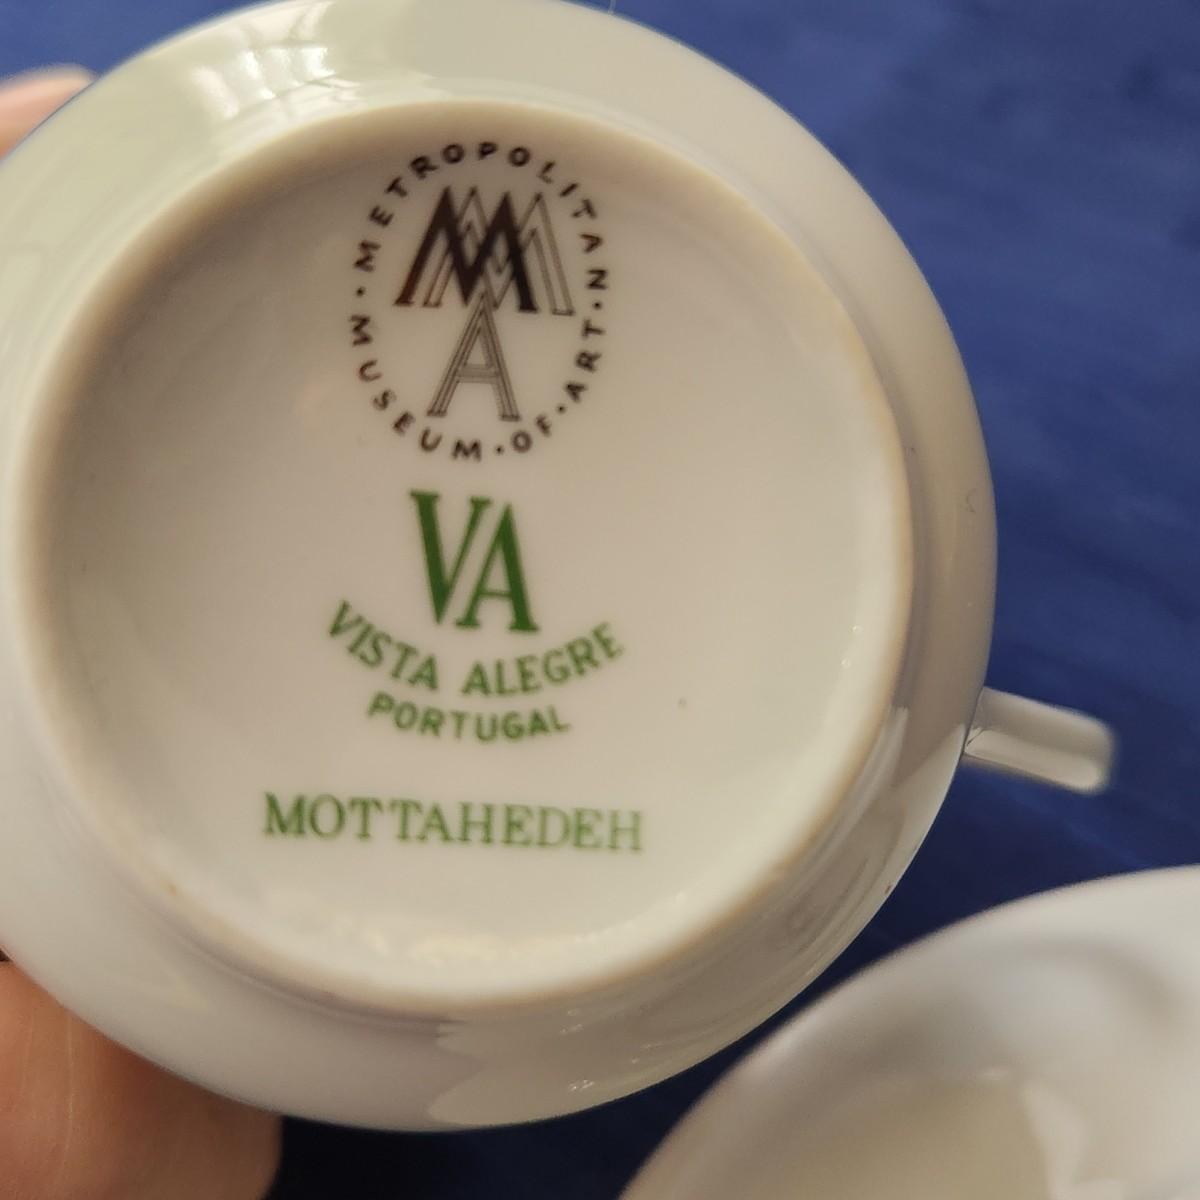 METROPOLITAN · MUSEUM · OF · ART ·
MMA
VA
VISTA ALEGRE
PORTUGAL
MOTTAHEDEH